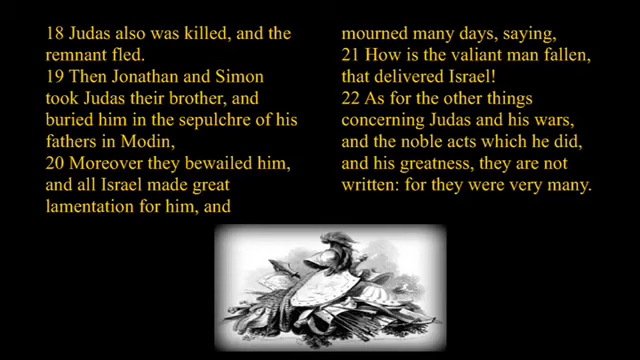 18 Judas also was killed, and the
remnant fled.
19 Then Jonathan and Simon
took Judas their brother, and
buried him in the sepulchre of his
fathers in Modin,
20 Moreover they bewailed him,
and all Israel made great
lamentation for him, and
mourned many days, saying,
21 How is the valiant man fallen,
that delivered Israel!
22 As for the other things
concerning Judas and his wars,
and the noble acts which he did,
and his greatness, they are not
written: for they were very many.